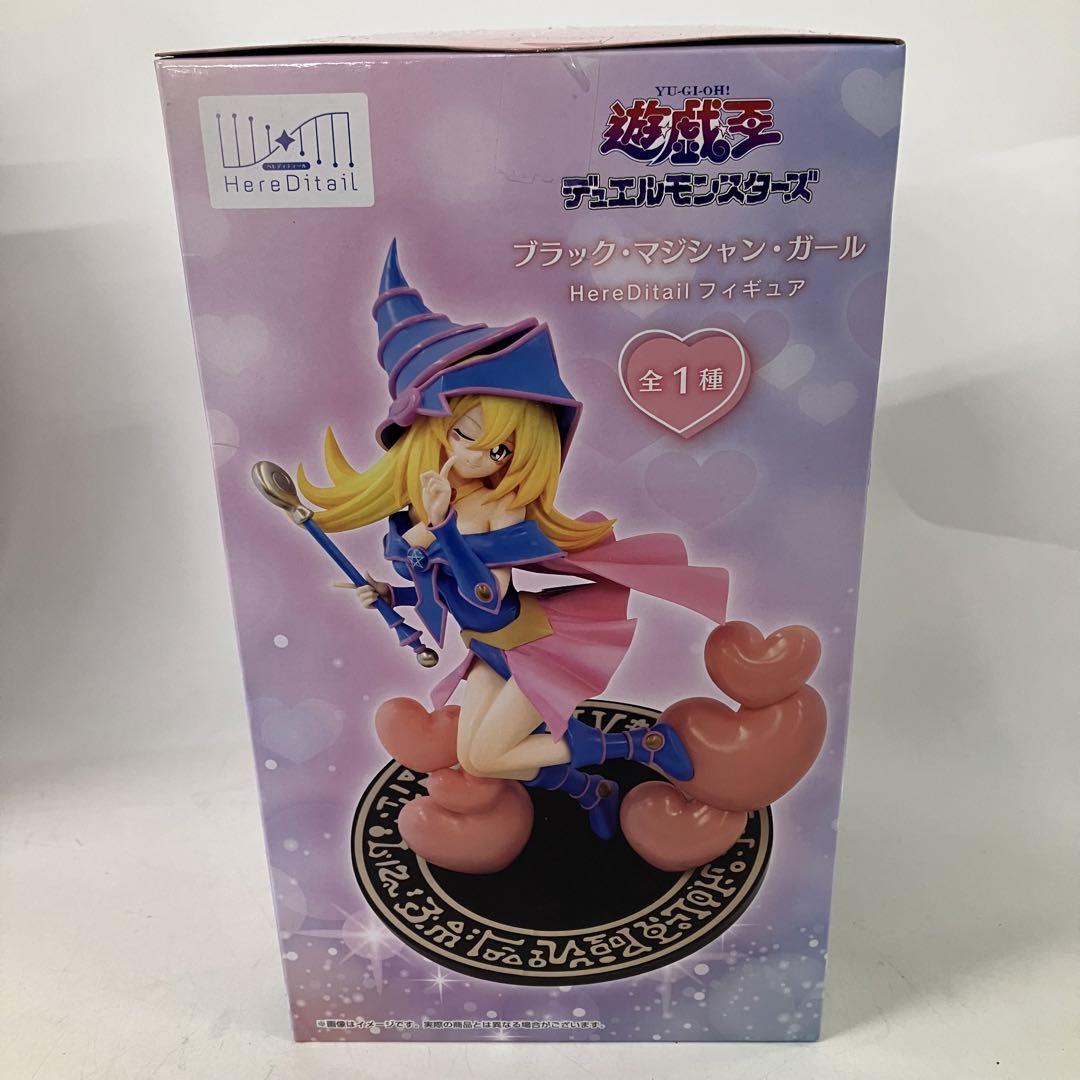 ヘレディティール
HereDitail
YU-GI-OH!
遊戯王
デュエルモンスターズ
ブラック・マジシャン・ガール
HereDitail フィギュア
全1種
※画像はイメージです。実際の商品とは異なる場合がございます。